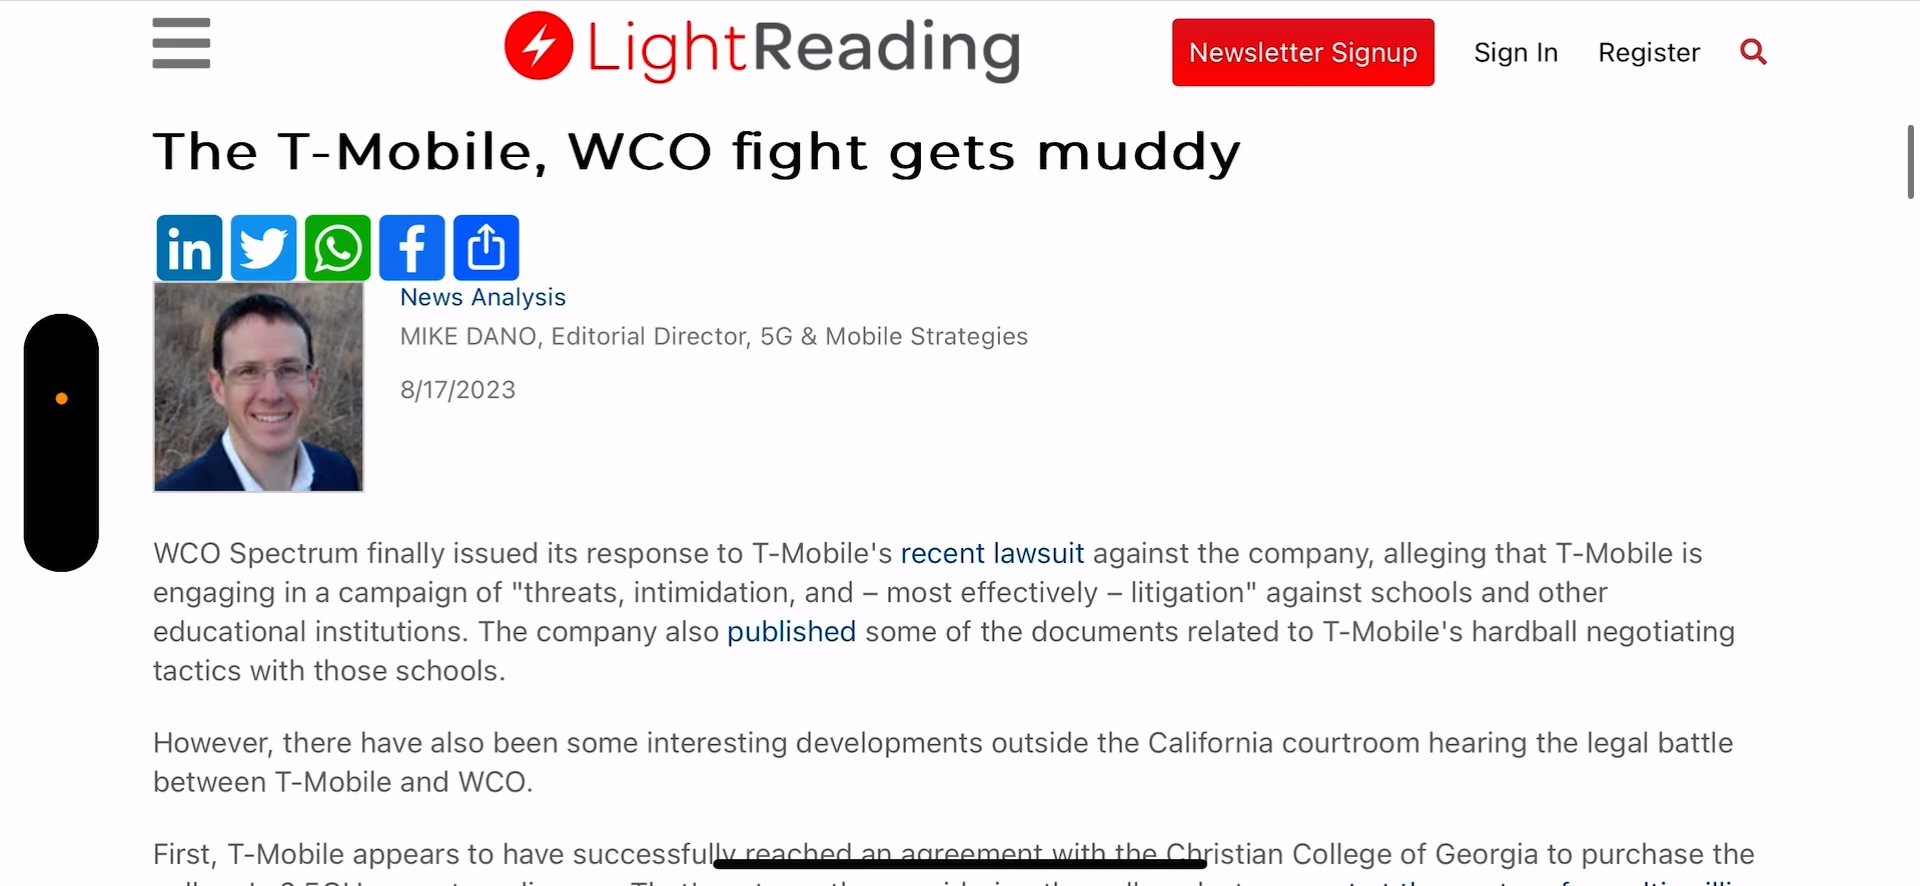 LightReading
Newsletter Signup
Sign In
Register
The T-Mobile, WCO fight gets muddy
in
f
News Analysis
MIKE DANO, Editorial Director, 5G & Mobile Strategies
8/17/2023
WCO Spectrum finally issued its response to T-Mobile's recent lawsuit against the company, alleging that T-Mobile is
engaging in a campaign of "threats, intimidation, and – most effectively – litigation" against schools and other
educational institutions. The company also published some of the documents related to T-Mobile's hardball negotiating
tactics with those schools.
However, there have also been some interesting developments outside the California courtroom hearing the legal battle
between T-Mobile and WCO.
First, T-Mobile appears to have successfully reached an agreement with the Christian College of Georgia to purchase the